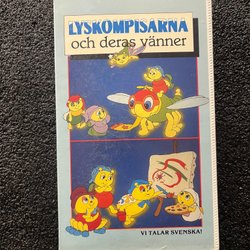 LYSKOMPISARNA
och deras vänner
VI TALAR SVENSKA!